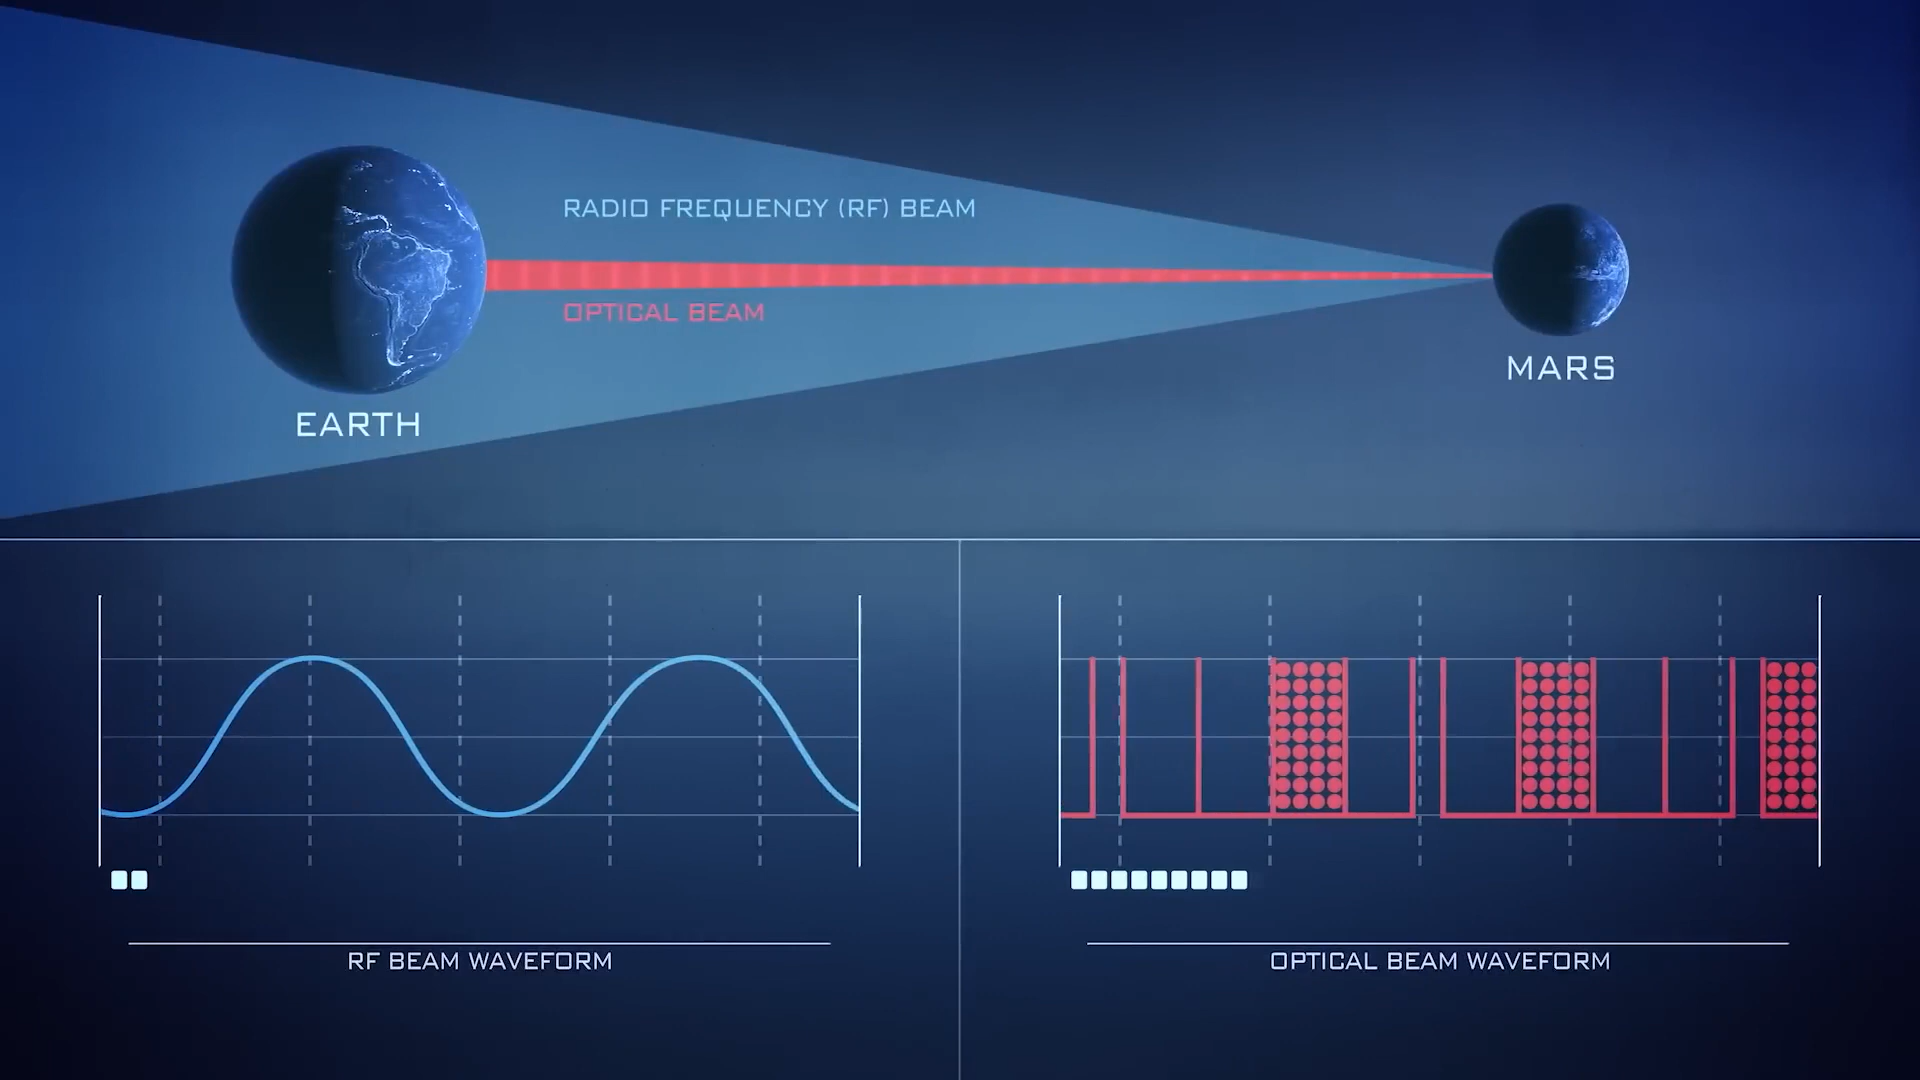 RADIO FREQUENCY (RF) BEAM
OPTICAL BEAM
EARTH
MARS
RF BEAM WAVEFORM
OPTICAL BEAM WAVEFORM